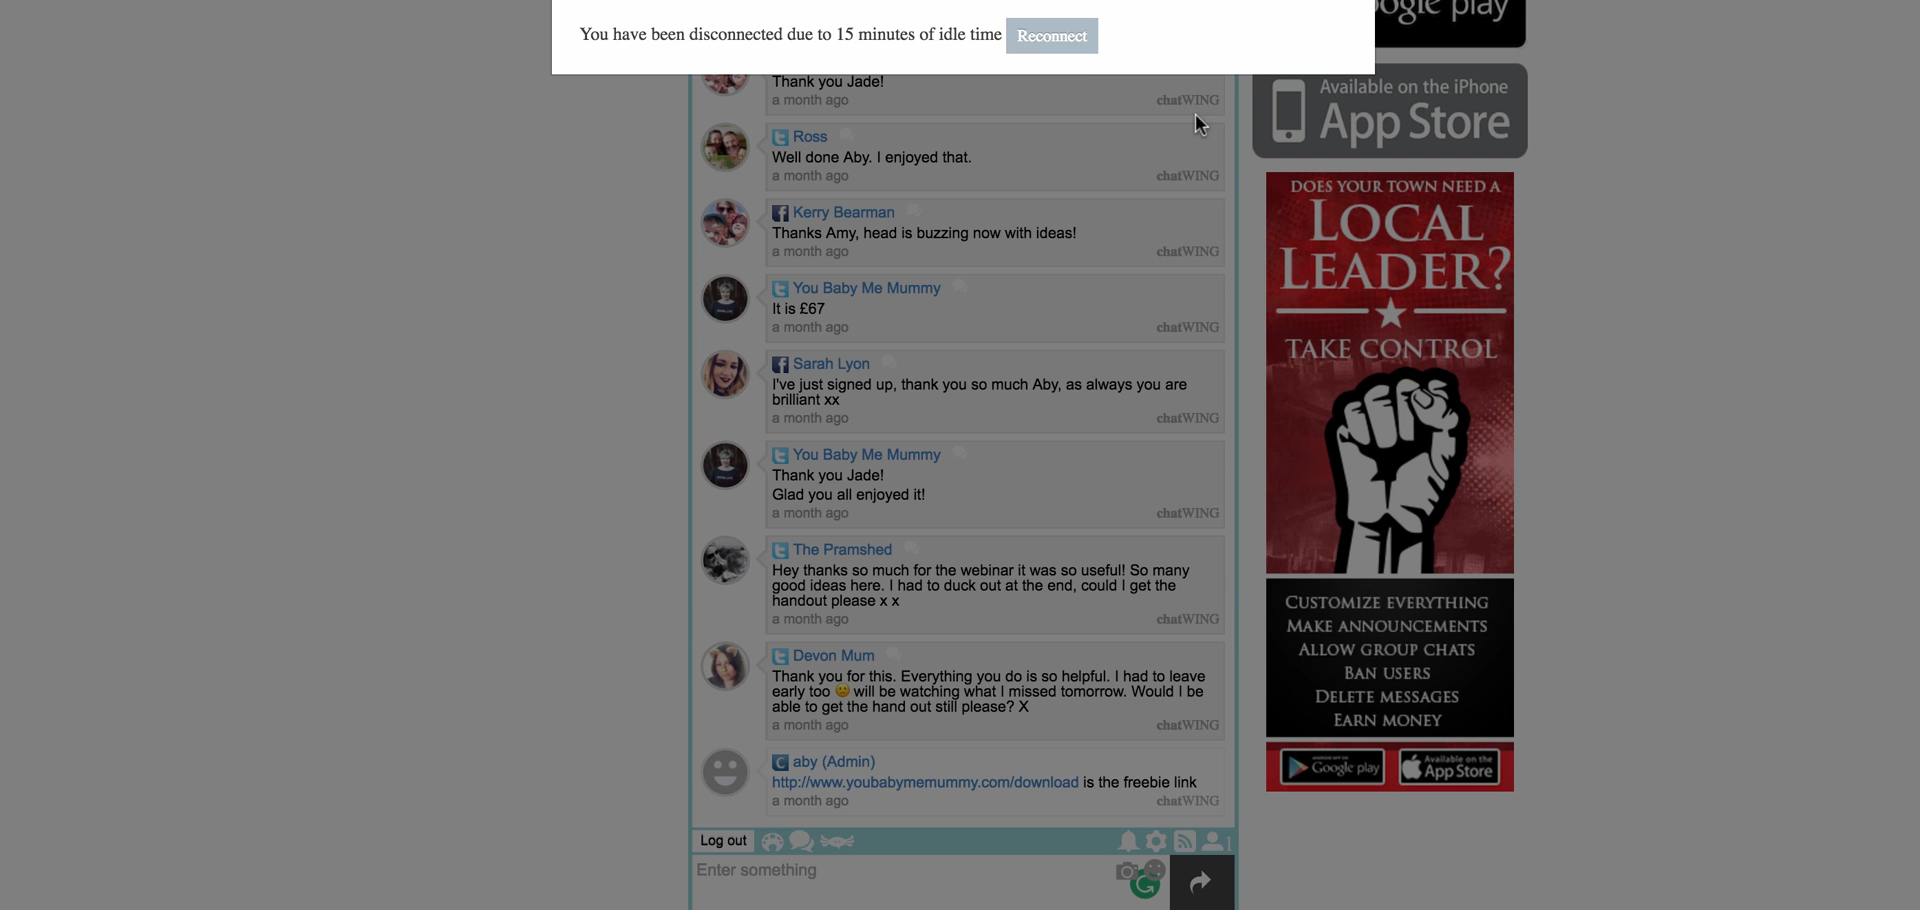 You have been disconnected due to 15 minutes of idle time Reconnect
Thank you Jade!
a month ago chatWING
Ross
Well done Aby. I enjoyed that.
a month ago chatWING
Kerry Bearman
Thanks Amy, head is buzzing now with ideas!
a month ago chatWING
You Baby Me Mummy
It is £67
a month ago chatWING
Sarah Lyon
I've just signed up, thank you so much Aby, as always you are
brilliant xx
a month ago chatWING
You Baby Me Mummy
Thank you Jade!
Glad you all enjoyed it!
a month ago chatWING
The Pramshed
Hey thanks so much for the webinar it was so useful! So many
good ideas here. I had to duck out at the end, could I get the
handout please x x
a month ago chatWING
Devon Mum
Thank you for this. Everything you do is so helpful. I had to leave
early too 🙁 will be watching what I missed tomorrow. Would I be
able to get the hand out still please? X
a month ago chatWING
aby (Admin)
http://www.youbabymemummy.com/download is the freebie link
a month ago chatWING
Log out
1
Enter something
play
Available on the iPhone
App Store
DOES YOUR TOWN NEED A
LOCAL
LEADER?
TAKE CONTROL
CUSTOMIZE EVERYTHING
MAKE ANNOUNCEMENTS
ALLOW GROUP CHATS
BAN USERS
DELETE MESSAGES
EARN MONEY
ANDROID APP ON
Google play
Available on the
App Store